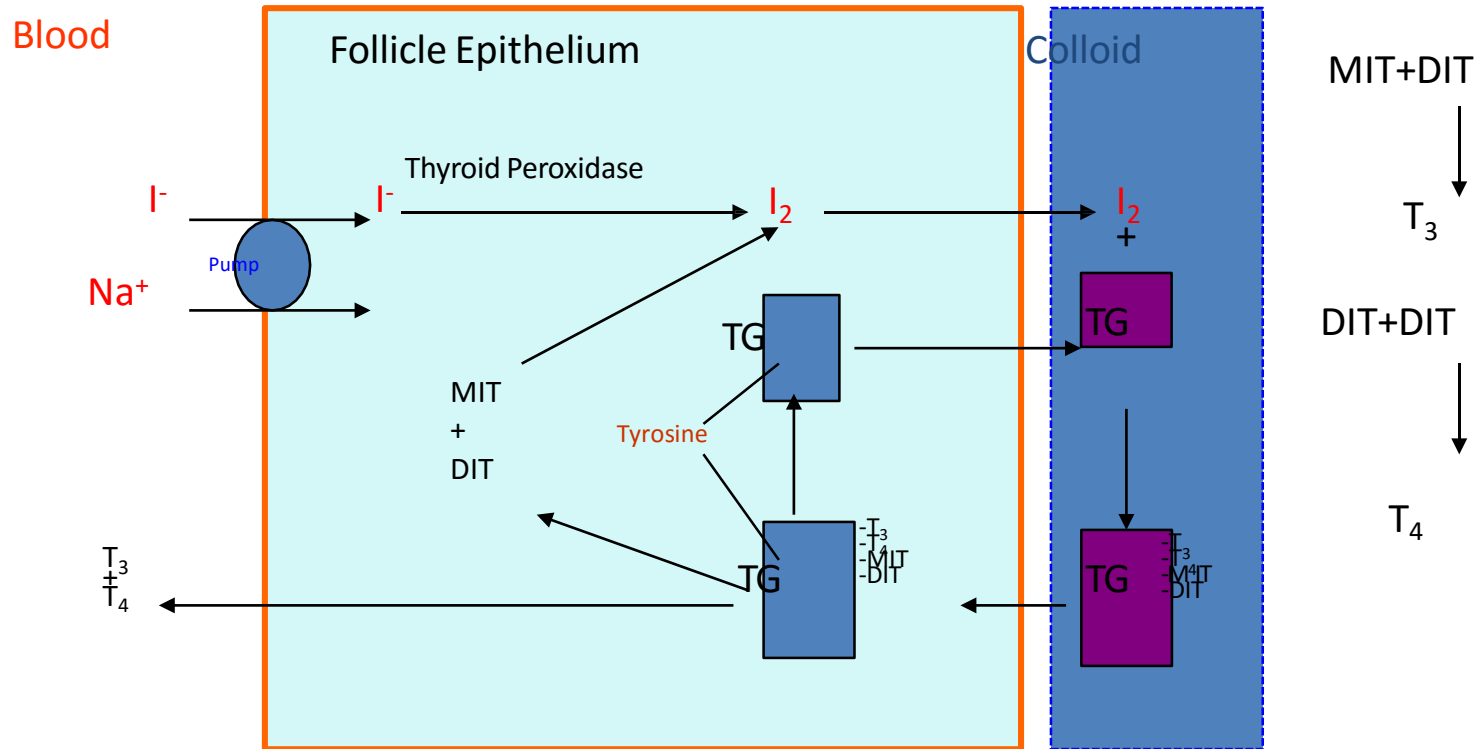 Blood
Follicle Epithelium
Colloid
MIT+DIT
Thyroid Peroxidase
I⁻
I⁻
I₂
I₂
+
T₃
Pump
Na⁺
TG
TG
DIT+DIT
MIT
+
DIT
Tyrosine
T₄
T₃
+
T₄
TG
-T₃
-T₄
-MIT
-DIT
TG
-T₃
-T₄
-MIT
-DIT